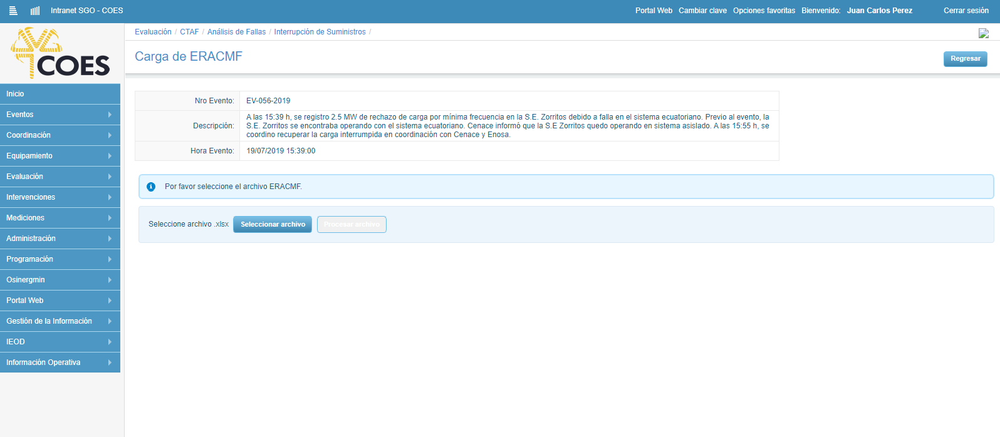 Intranet SGO - COES
Portal Web Cambiar clave Opciones favoritas Bienvenido: Juan Carlos Perez Cerrar sesión
COES
Evaluación / CTAF / Análisis de Fallas / Interrupción de Suministros /
Carga de ERACMF
Regresar
Inicio
Eventos
Coordinación
Equipamiento
Evaluación
Intervenciones
Mediciones
Administración
Programación
Osinergmin
Portal Web
Gestión de la Información
IEOD
Información Operativa
Nro Evento: EV-056-2019
Descripción: A las 15:39 h, se registro 2.5 MW de rechazo de carga por mínima frecuencia en la S.E. Zorritos debido a falla en el sistema ecuatoriano. Previo al evento, la
S.E. Zorritos se encontraba operando con el sistema ecuatoriano. Cenace informó que la S.E Zorritos quedo operando en sistema asislado. A las 15:55 h, se
coordino recuperar la carga interrumpida en coordinación con Cenace y Enosa.
Hora Evento: 19/07/2019 15:39:00
Por favor seleccione el archivo ERACMF.
Seleccione archivo .xlsx Seleccionar archivo Procesar archivo